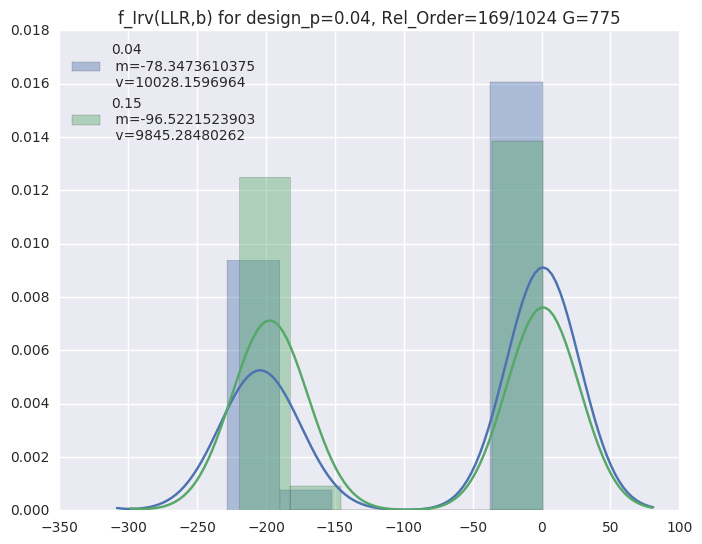 f_Irv(LLR,b) for design_p=0.04, Rel_Order=169/1024 G=775
0.018
0.016
0.014
0.012
0.010
0.008
0.006
0.004
0.002
0.000
0.04
m=-78.3473610375
v=10028.1596964
0.15
m=-96.5221523903
v=9845.28480262
−350 −300 −250 −200 −150 −100 −50 0 50 100